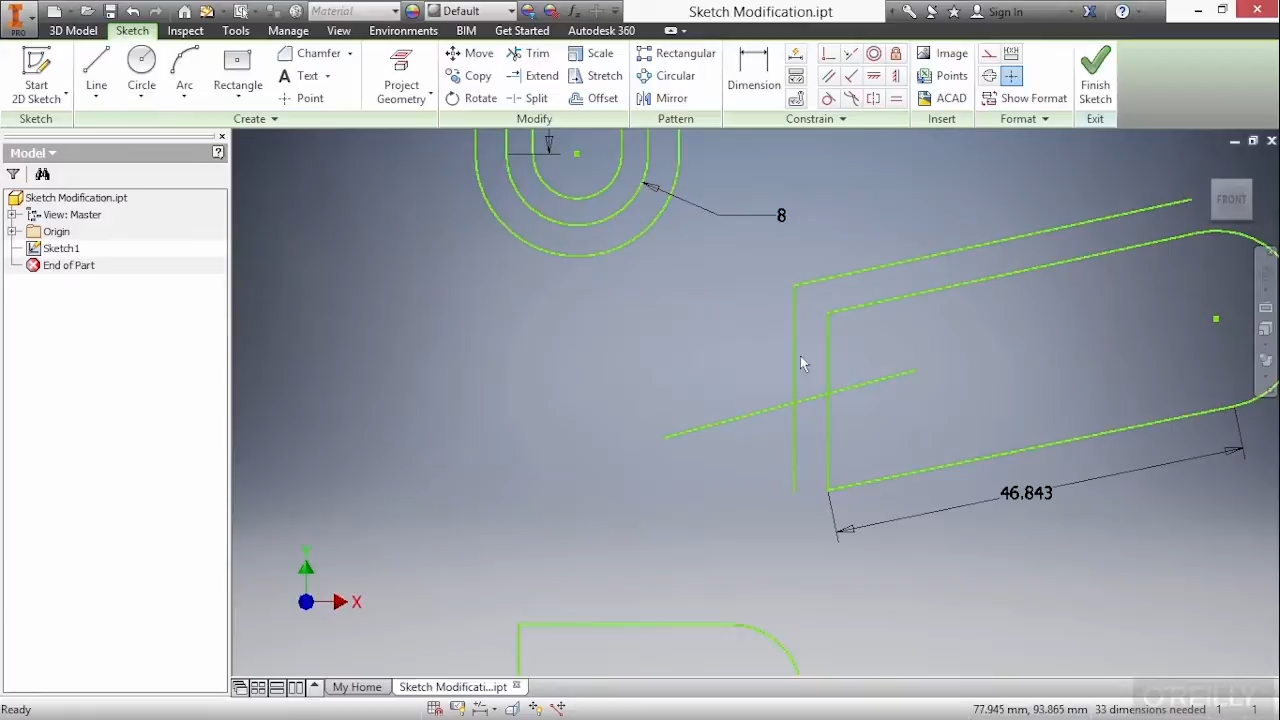 Material
Default
Sketch Modification.ipt
Sign In
PRO
3D Model
Sketch
Inspect
Tools
Manage
View
Environments
BIM
Get Started
Autodesk 360
Start
2D Sketch
Line
Circle
Arc
Rectangle
Chamfer
Text
Point
Project
Geometry
Move
Copy
Rotate
Trim
Extend
Split
Scale
Stretch
Offset
Rectangular
Circular
Mirror
Dimension
Image
Points
ACAD
Show Format
Finish
Sketch
Sketch
Create
Modify
Pattern
Constrain
Insert
Format
Exit
Model
Sketch Modification.ipt
View: Master
Origin
Sketch1
End of Part
8
FRONT
46.843
Y
X
My Home
Sketch Modificati...ipt
O'REILLY
Ready
77.945 mm, 93.865 mm
33 dimensions needed
1
1